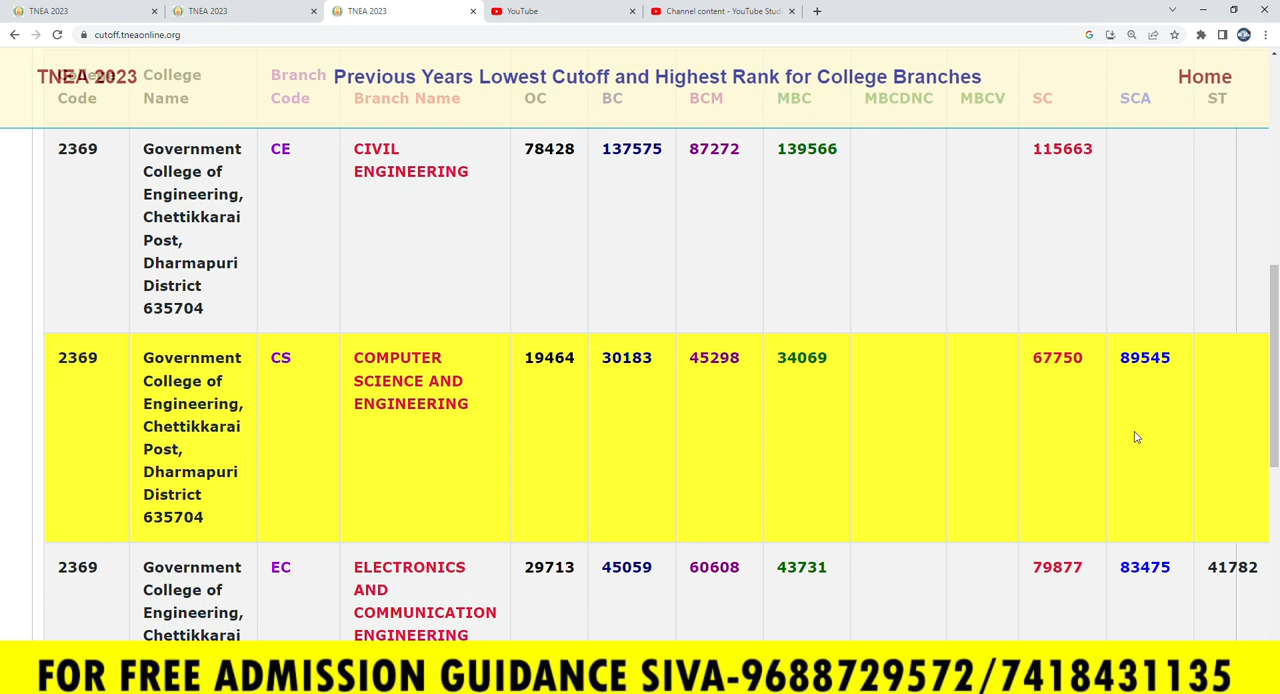 TNEA 2023
TNEA 2023
TNEA 2023
YouTube
Channel content - YouTube Stud
cutoff.tneaonline.org
TNEA 2023
Previous Years Lowest Cutoff and Highest Rank for College Branches
Home
College Code
College Name
Branch Code
Branch Name
OC
BC
BCM
MBC
MBCDNC
MBCV
SC
SCA
ST
2369 Government CE CIVIL 78428 137575 87272 139566 115663
College of ENGINEERING
Engineering,
Chettikkarai
Post,
Dharmapuri
District
635704
2369 Government CS COMPUTER 19464 30183 45298 34069 67750 89545
College of SCIENCE AND
Engineering, ENGINEERING
Chettikkarai
Post,
Dharmapuri
District
635704
2369 Government EC ELECTRONICS 29713 45059 60608 43731 79877 83475 41782
College of AND
Engineering, COMMUNICATION
Chettikkarai ENGINEERING
FOR FREE ADMISSION GUIDANCE SIVA-9688729572/7418431135